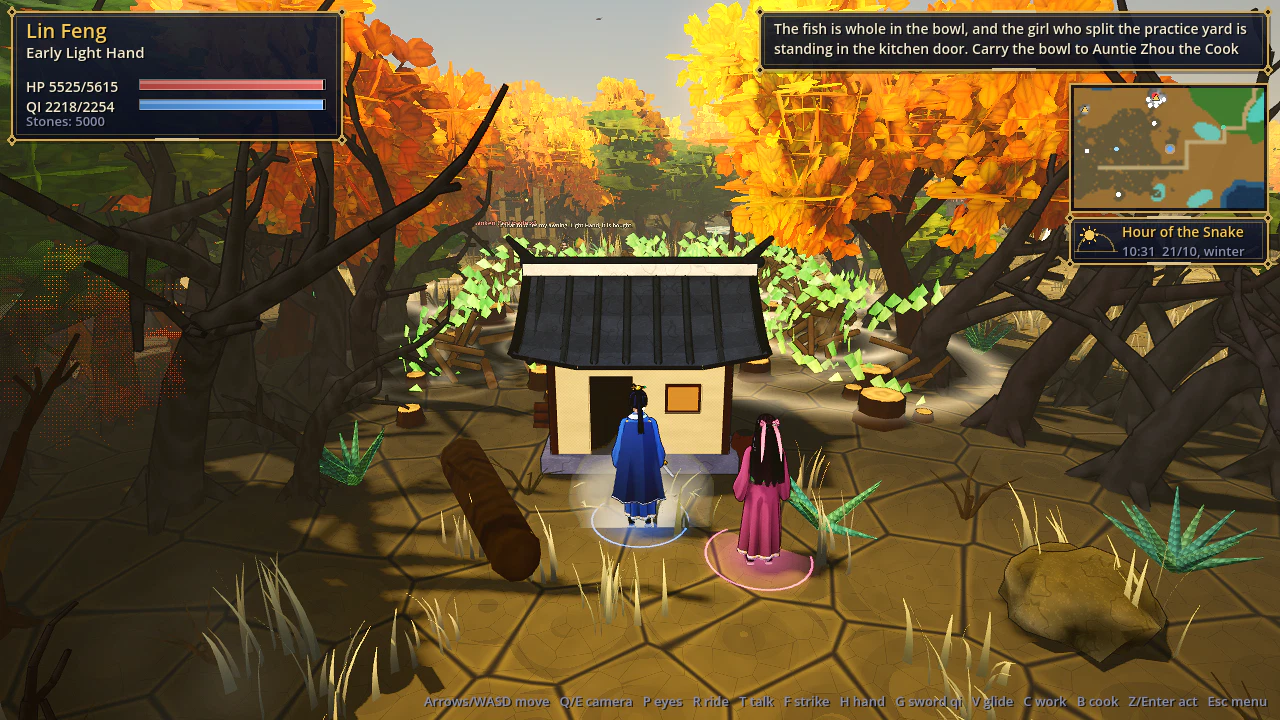 Lin Feng
Early Light Hand
HP 5525/5615
QI 2218/2254
Stones: 5000
The fish is whole in the bowl, and the girl who split the practice yard is
standing in the kitchen door. Carry the bowl to Auntie Zhou the Cook
Hour of the Snake
10:31 21/10, winter
Arrows/WASD move Q/E camera P eyes R ride T talk F strike H hand G sword qi V glide C work B cook Z/Enter act Esc menu